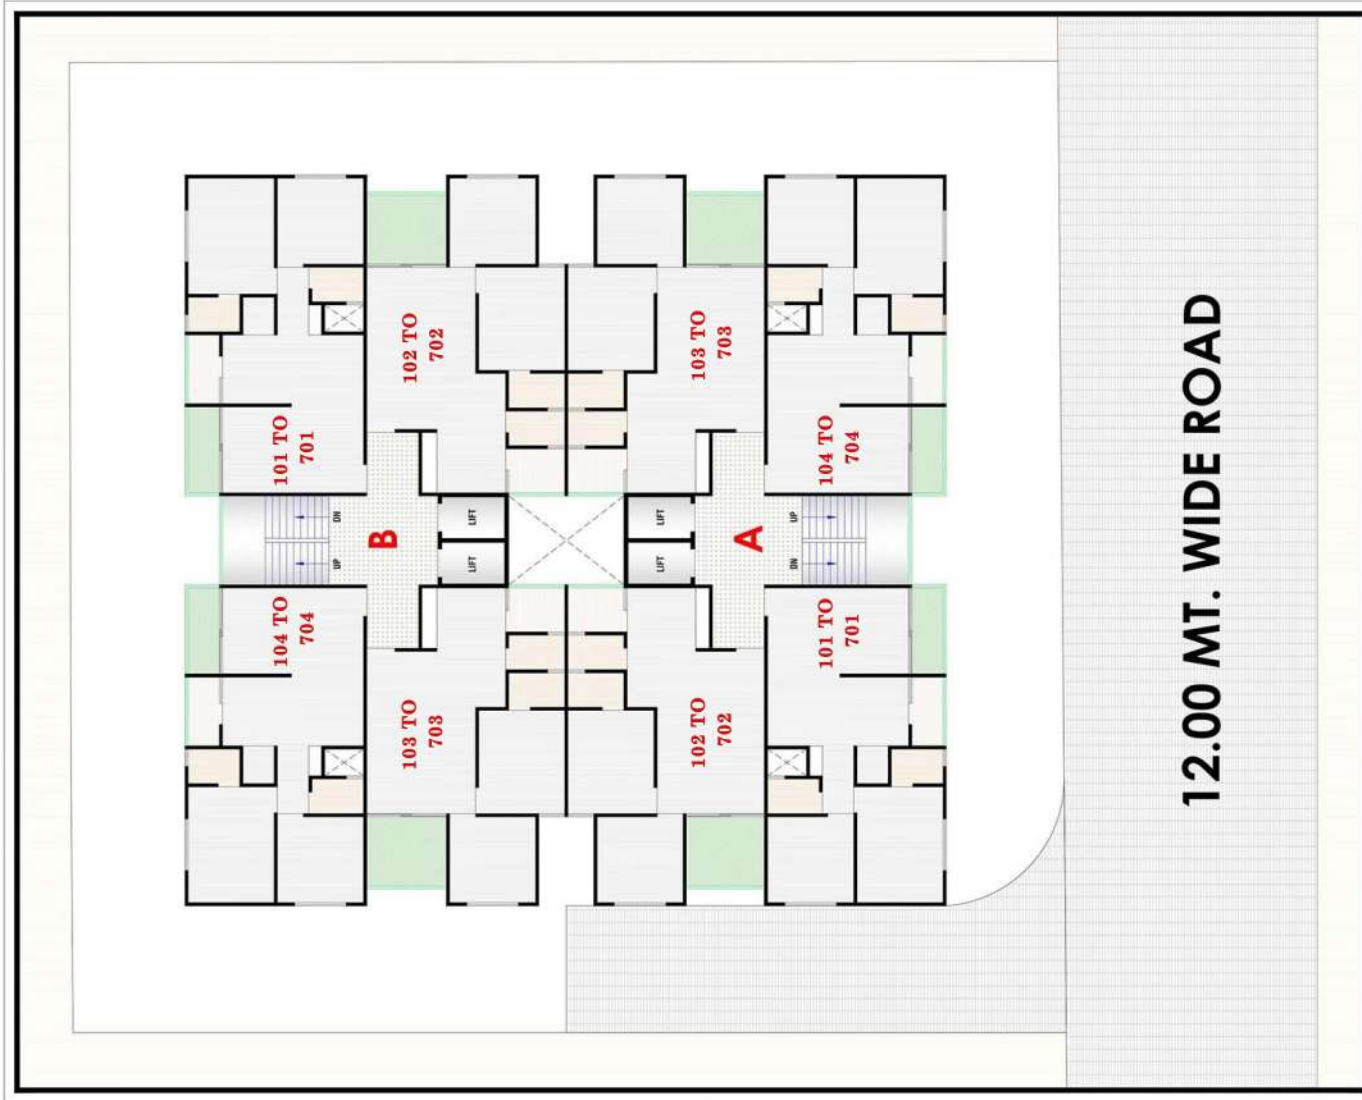 102 TO
702
103 TO
703
101 TO
701
104 TO
704
DN
UP
B
LIFT
LIFT
LIFT
LIFT
A
UP
DN
104 TO
704
101 TO
701
103 TO
703
102 TO
702
12.00 MT. WIDE ROAD